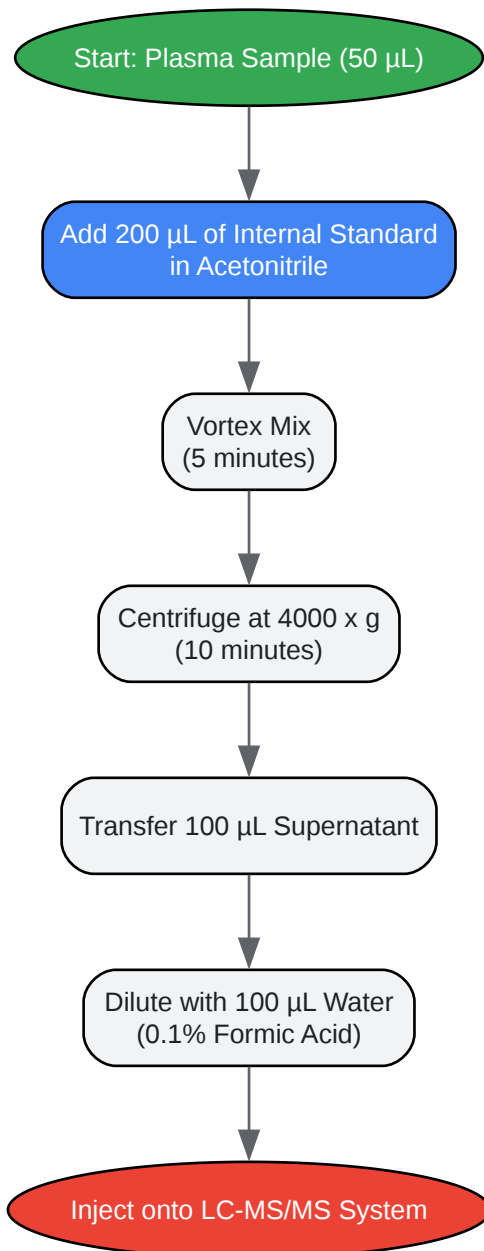 Start: Plasma Sample (50 µL)
Add 200 µL of Internal Standard
in Acetonitrile
Vortex Mix
(5 minutes)
Centrifuge at 4000 x g
(10 minutes)
Transfer 100 µL Supernatant
Dilute with 100 µL Water
(0.1% Formic Acid)
Inject onto LC-MS/MS System